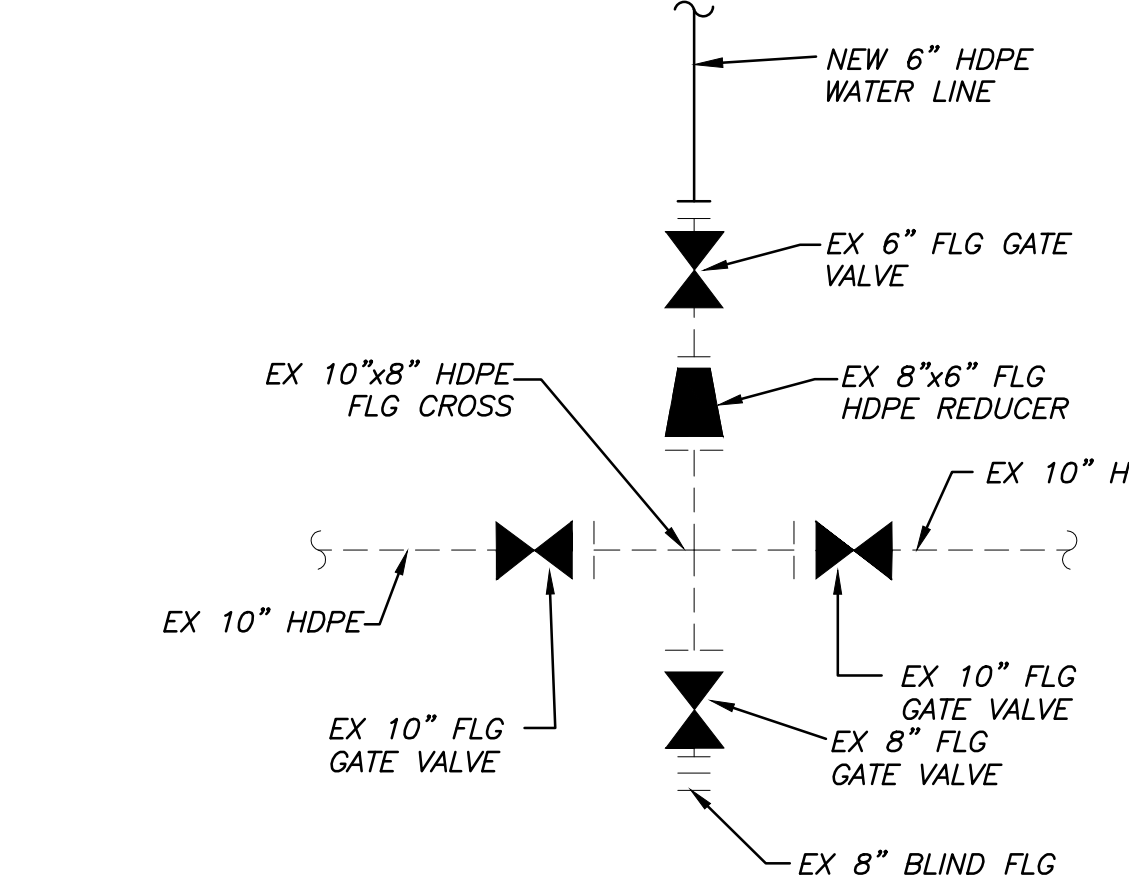 NEW 6” HDPE
WATER LINE
EX 6” FLG GATE
VALVE
EX 10”x8” HDPE
FLG CROSS
EX 8”x6” FLG
HDPE REDUCER
EX 10” H
EX 10” HDPE
EX 10” FLG
GATE VALVE
EX 10” FLG
GATE VALVE
EX 8” FLG
GATE VALVE
EX 8” BLIND FLG